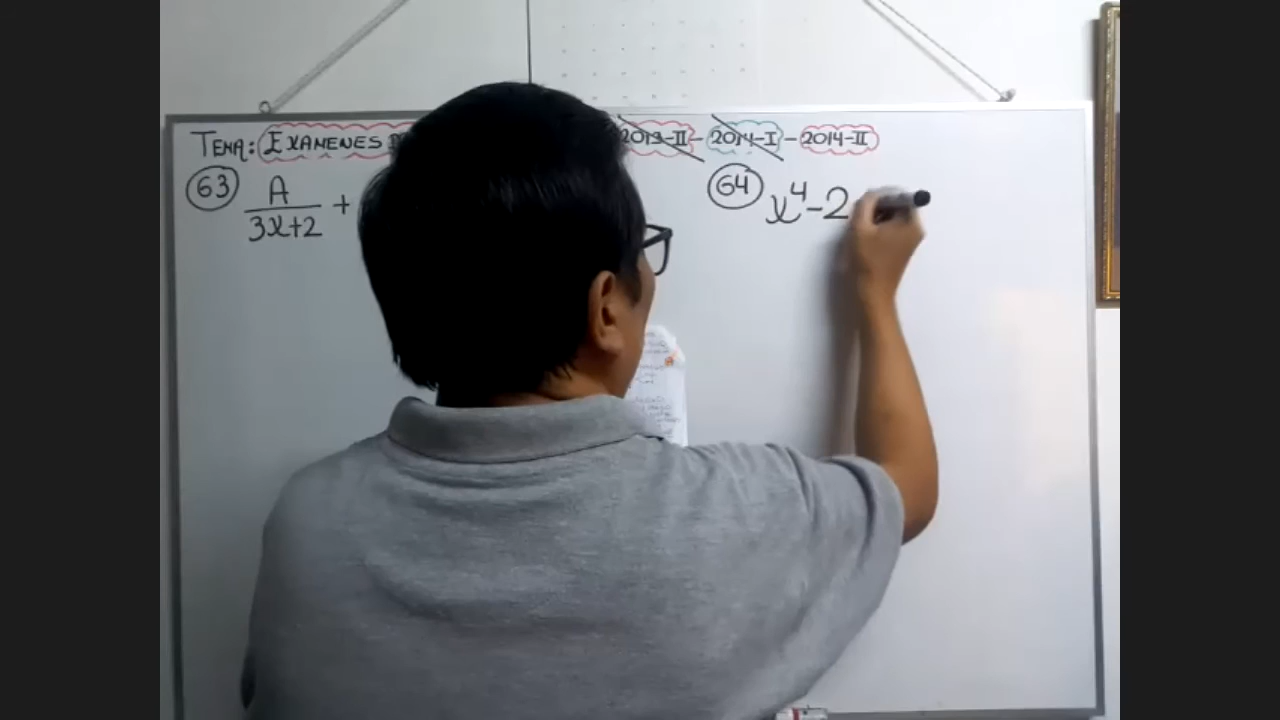 TEMA: EXAMENES 2013-II - 2014-I - 2014-II
63 A
3x+2 +
64 x⁴-2